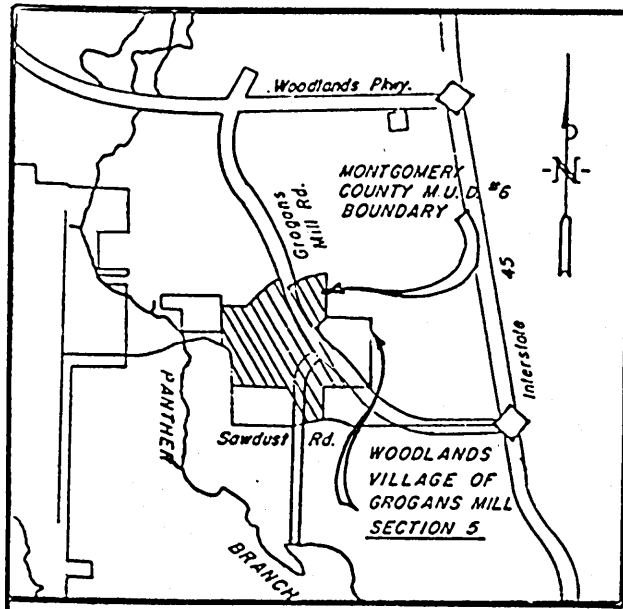 Woodlands Pkwy.
MONTGOMERY
COUNTY M.U.D. #6
BOUNDARY
N
Grogans
Mill Rd.
45
Interstate
PANTHER
Sawdust Rd.
WOODLANDS
VILLAGE OF
GROGANS MILL
SECTION 5
BRANCH